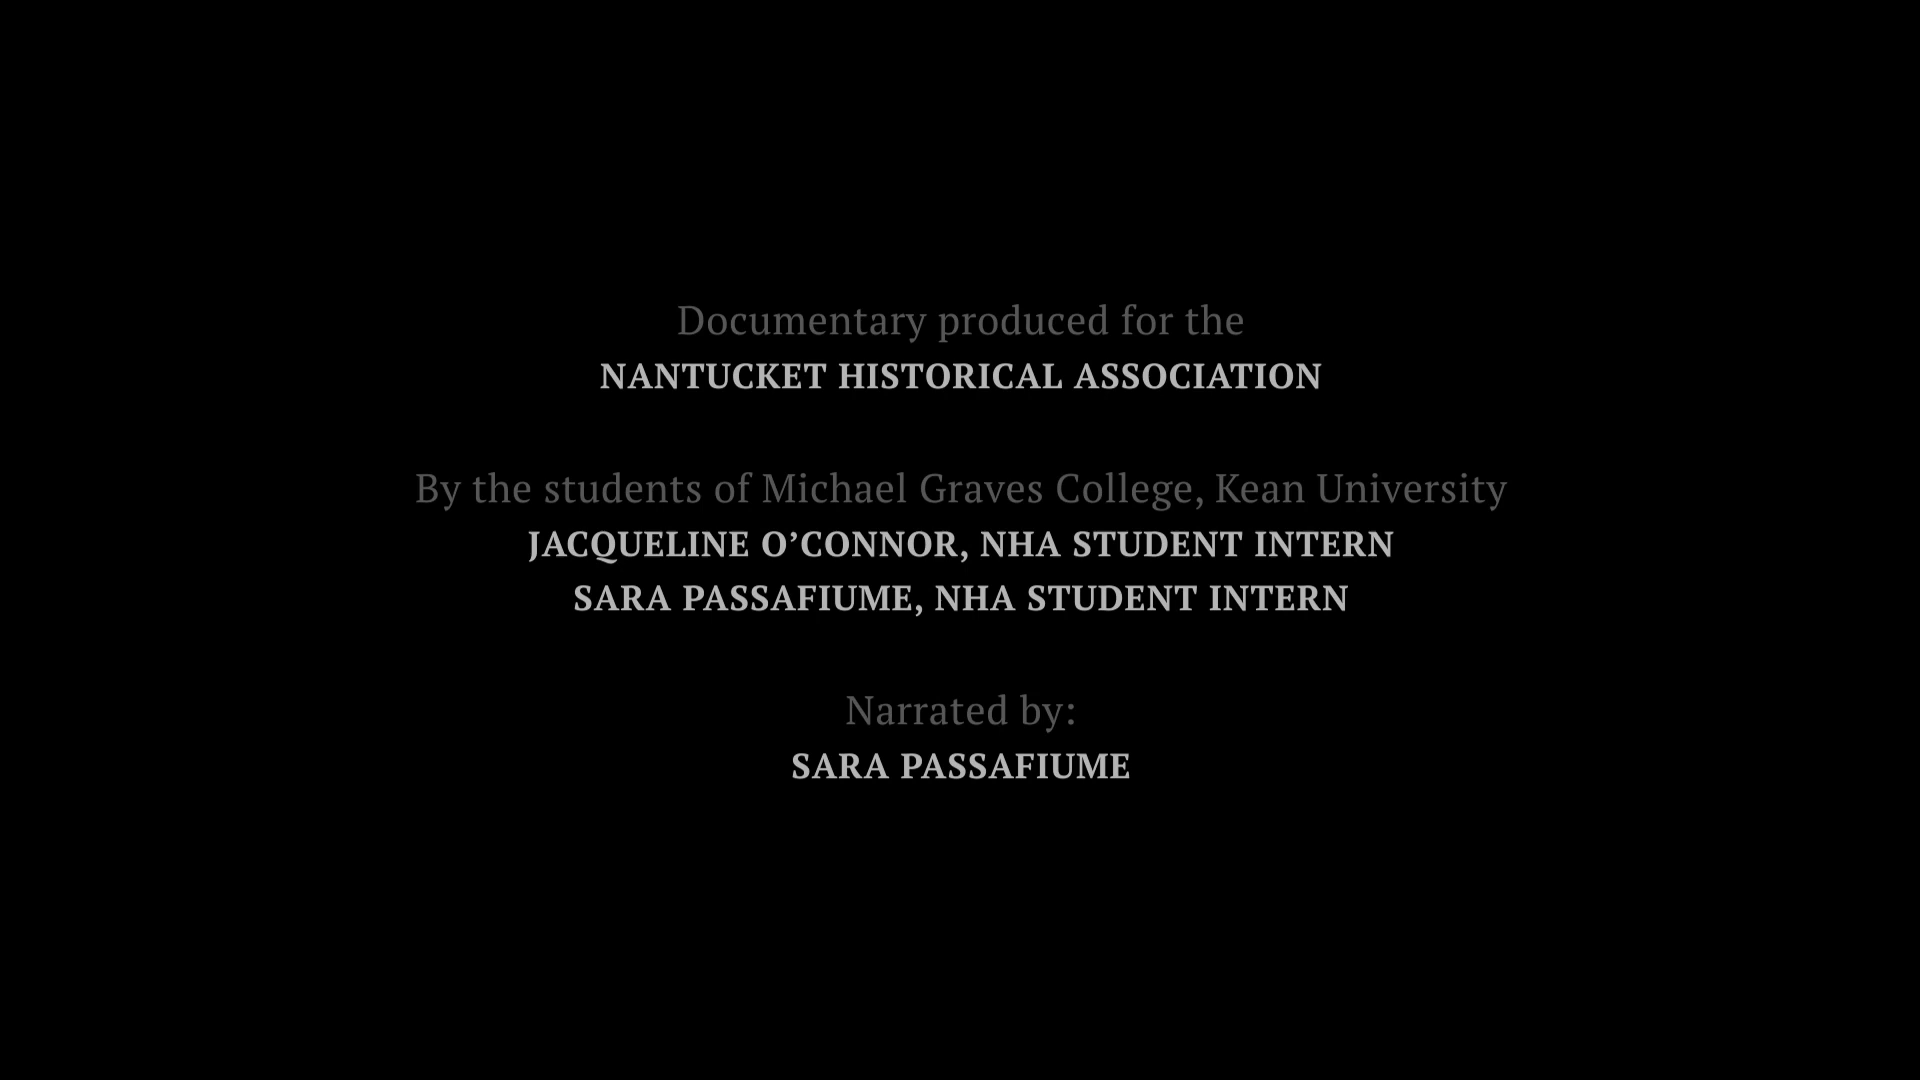 Documentary produced for the
NANTUCKET HISTORICAL ASSOCIATION
By the students of Michael Graves College, Kean University
JACQUELINE O’CONNOR, NHA STUDENT INTERN
SARA PASSAFIUME, NHA STUDENT INTERN
Narrated by:
SARA PASSAFIUME